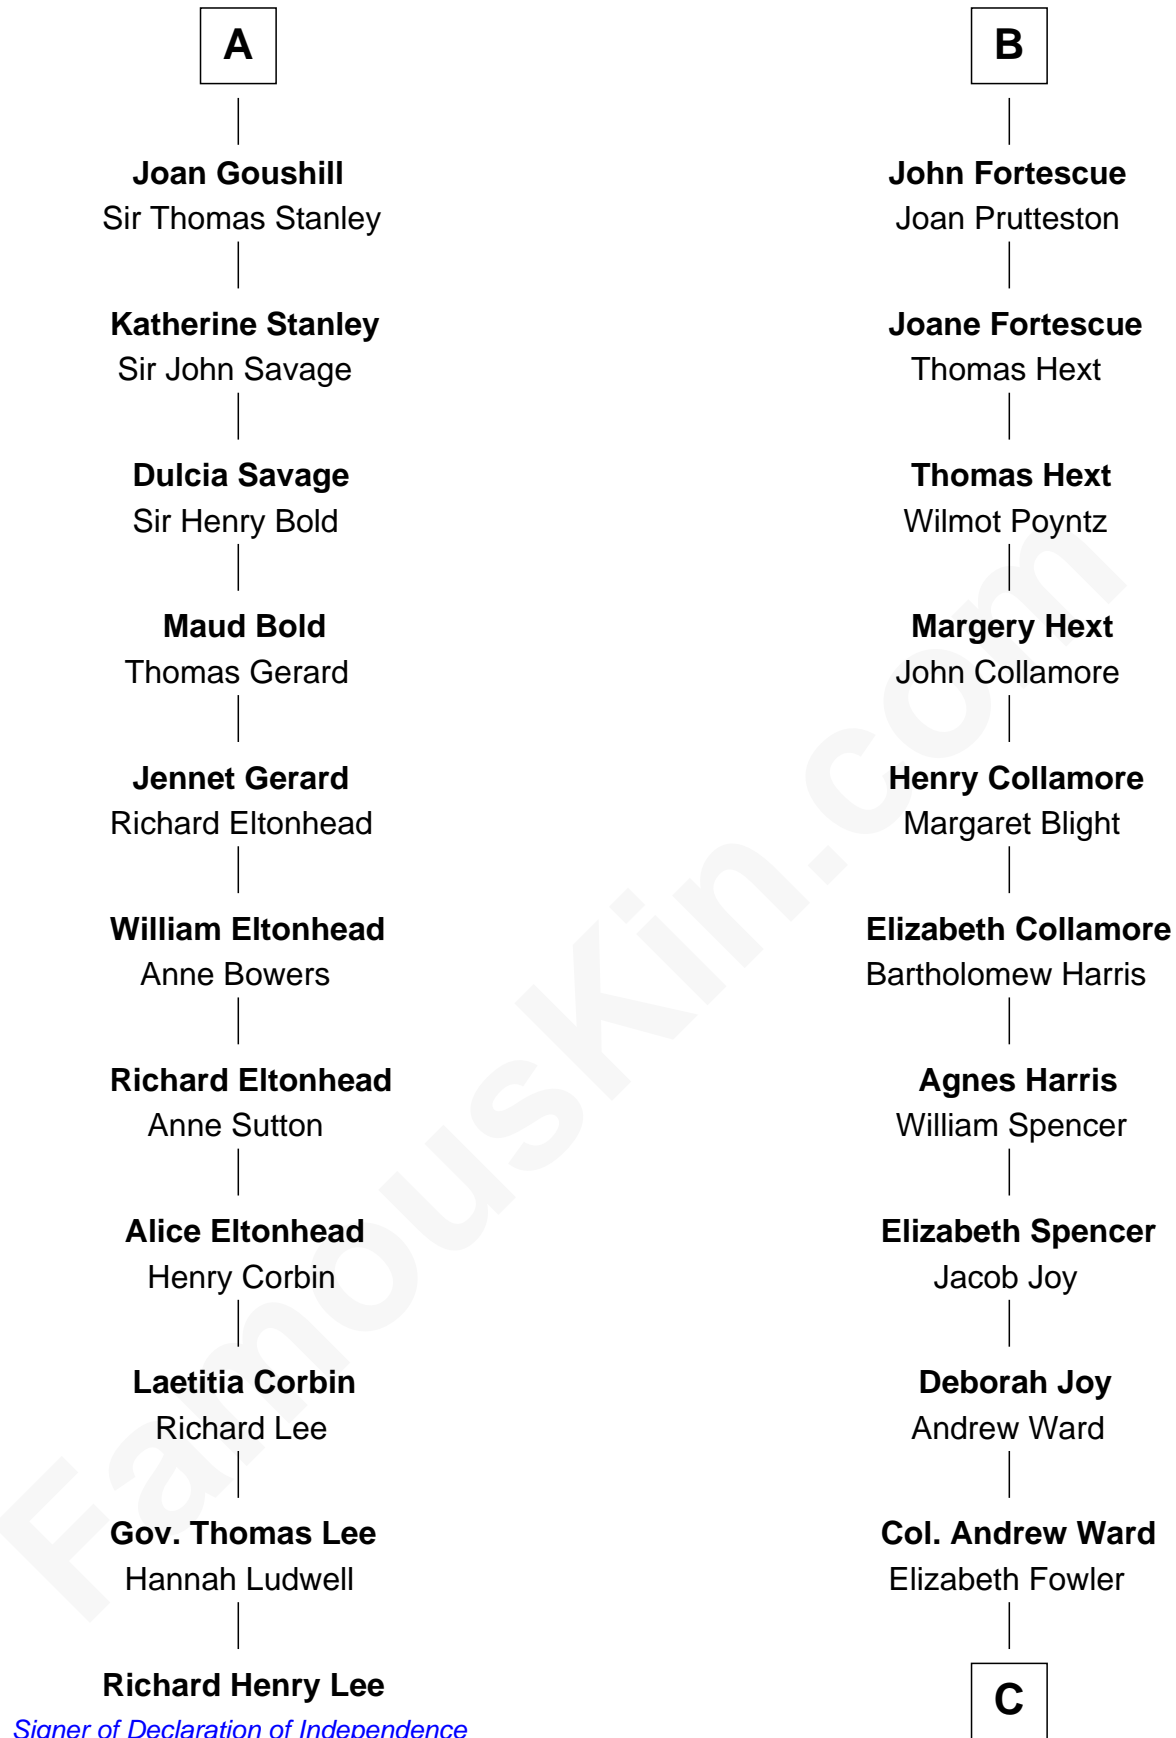 A
Joan Goushill
Sir Thomas Stanley
Katherine Stanley
Sir John Savage
Dulcia Savage
Sir Henry Bold
Maud Bold
Thomas Gerard
Jennet Gerard
Richard Eltonhead
William Eltonhead
Anne Bowers
Richard Eltonhead
Anne Sutton
Alice Eltonhead
Henry Corbin
Laetitia Corbin
Richard Lee
Gov. Thomas Lee
Hannah Ludwell
Richard Henry Lee
Signer of Declaration of Independence
B
John Fortescue
Joan Prutteston
Joane Fortescue
Thomas Hext
Thomas Hext
Wilmot Poyntz
Margery Hext
John Collamore
Henry Collamore
Margaret Blight
Elizabeth Collamore
Bartholomew Harris
Agnes Harris
William Spencer
Elizabeth Spencer
Jacob Joy
Deborah Joy
Andrew Ward
Col. Andrew Ward
Elizabeth Fowler
C
FamousKin.com